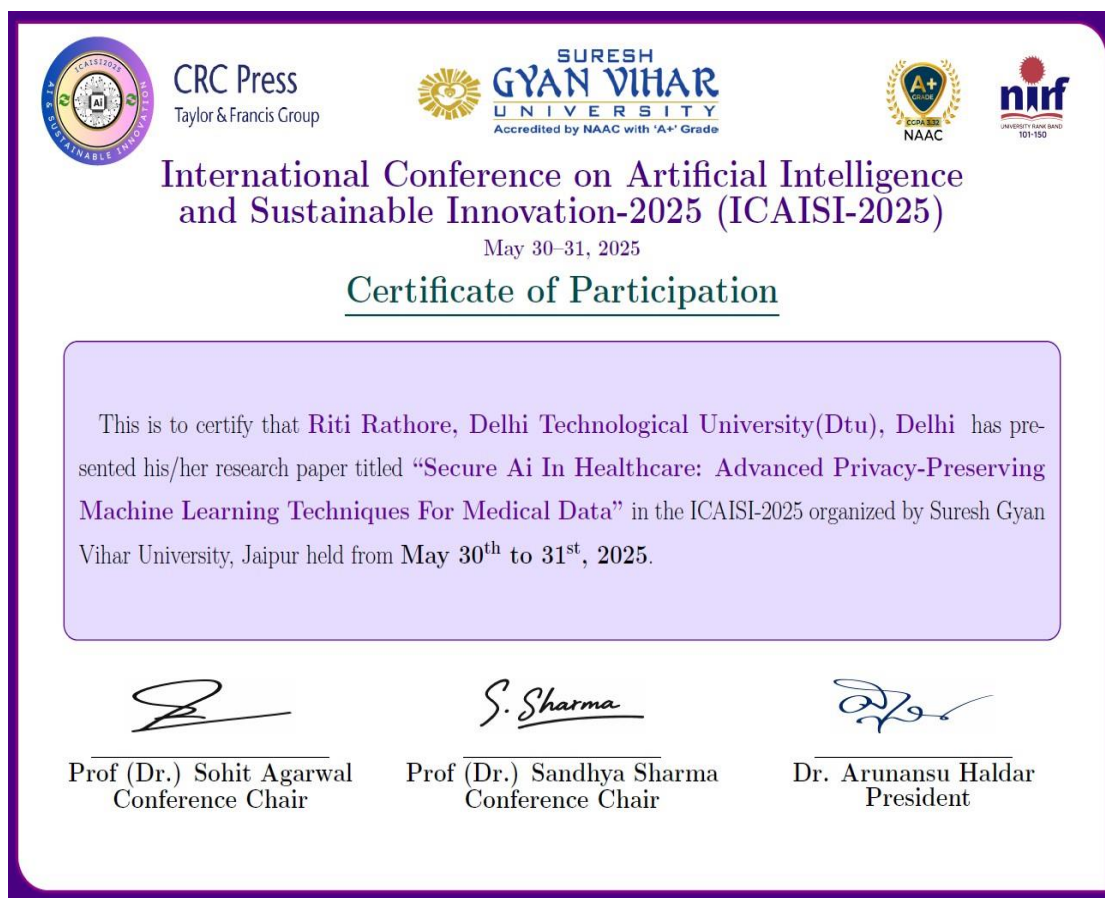 ICAISI2025
AI & SUSTAINABLE INNOVATION
Ai
CRC Press
Taylor & Francis Group
SURESH
GYAN VIHAR
UNIVERSITY
Accredited by NAAC with 'A+' Grade
A+
GRADE
CGPA 3.32
NAAC
nirf
UNIVERSITY RANK BAND
101-150
International Conference on Artificial Intelligence
and Sustainable Innovation-2025 (ICAISI-2025)
May 30–31, 2025
Certificate of Participation
This is to certify that Riti Rathore, Delhi Technological University(Dtu), Delhi has pre-
sented his/her research paper titled “Secure Ai In Healthcare: Advanced Privacy-Preserving
Machine Learning Techniques For Medical Data” in the ICAISI-2025 organized by Suresh Gyan
Vihar University, Jaipur held from May 30th to 31st, 2025.
S. Sharma
Prof (Dr.) Sohit Agarwal
Conference Chair
Prof (Dr.) Sandhya Sharma
Conference Chair
Dr. Arunansu Haldar
President